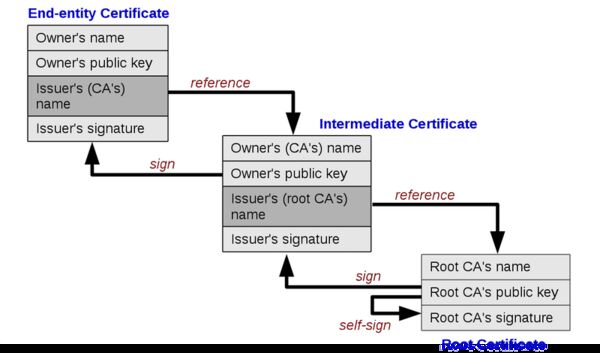 End-entity Certificate
Owner's name
Owner's public key
Issuer's (CA's)
name
Issuer's signature
reference
sign
Intermediate Certificate
Owner's (CA's) name
Owner's public key
Issuer's (root CA's)
name
Issuer's signature
reference
sign
self-sign
Root CA's name
Root CA's public key
Root CA's signature
Root Certificate